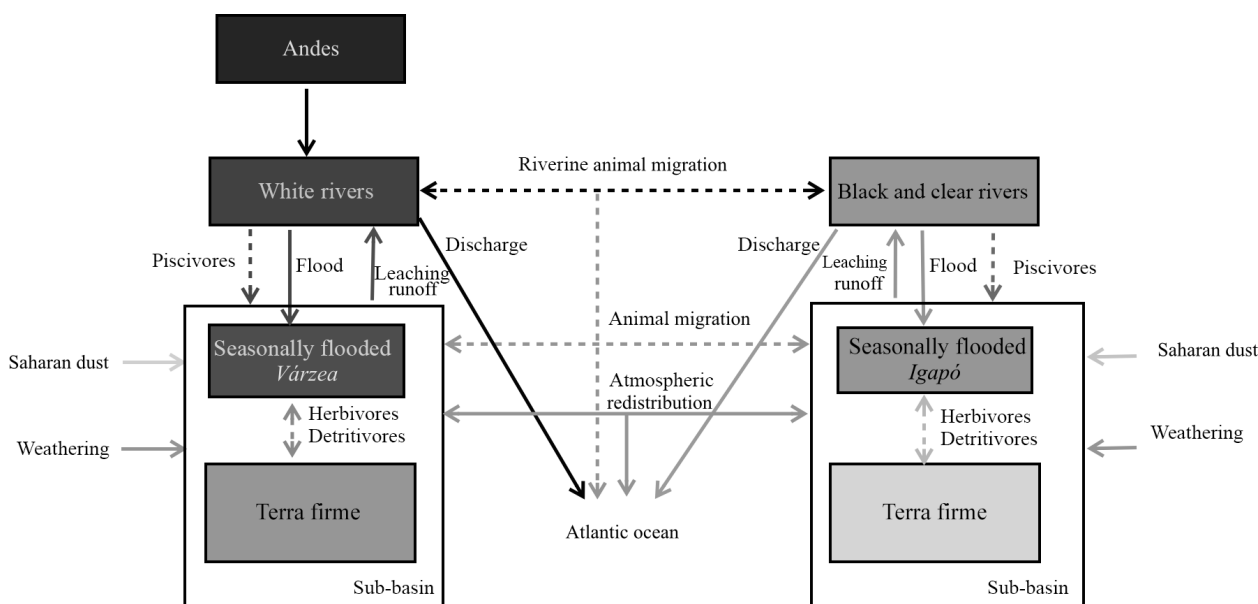 Andes
White rivers
Riverine animal migration
Black and clear rivers
Piscivores
Flood
Leaching
runoff
Discharge
Discharge
Leaching
runoff
Flood
Piscivores
Saharan dust
Seasonally flooded
Várzea
Animal migration
Seasonally flooded
Igapó
Saharan dust
Herbivores
Detritivores
Atmospheric
redistribution
Herbivores
Detritivores
Weathering
Weathering
Terra firme
Atlantic ocean
Terra firme
Sub-basin
Sub-basin